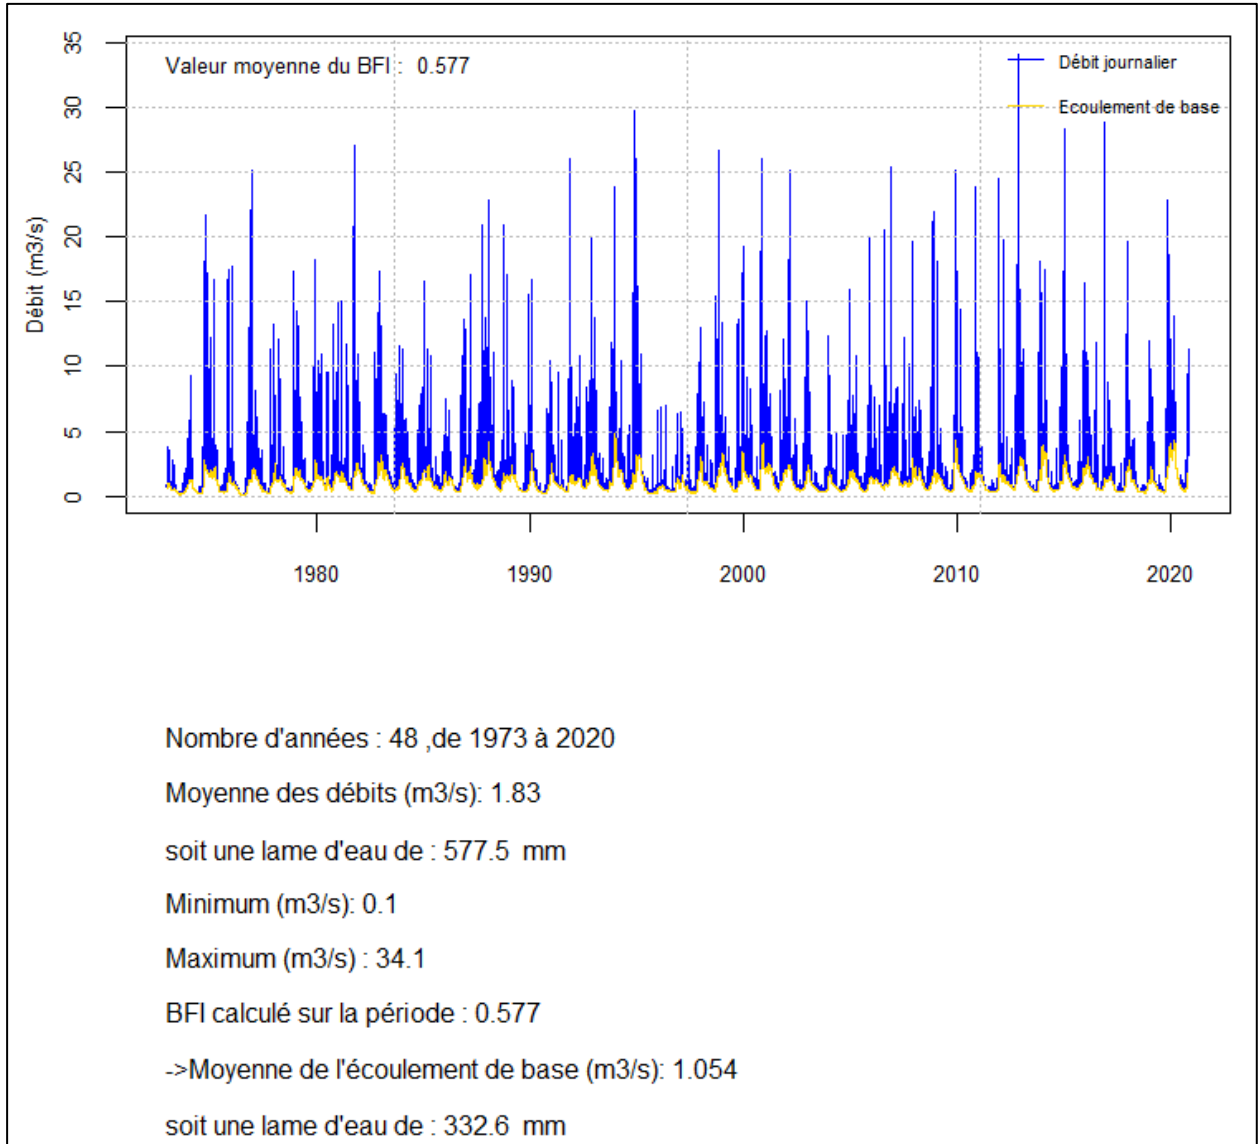 Valeur moyenne du BFI : 0.577
Débit journalier
Ecoulement de base
Débit (m3/s)
35
30
25
20
15
10
5
0
1980 1990 2000 2010 2020
Nombre d'années : 48 ,de 1973 à 2020
Moyenne des débits (m3/s): 1.83
soit une lame d'eau de : 577.5 mm
Minimum (m3/s): 0.1
Maximum (m3/s) : 34.1
BFI calculé sur la période : 0.577
->Moyenne de l'écoulement de base (m3/s): 1.054
soit une lame d'eau de : 332.6 mm